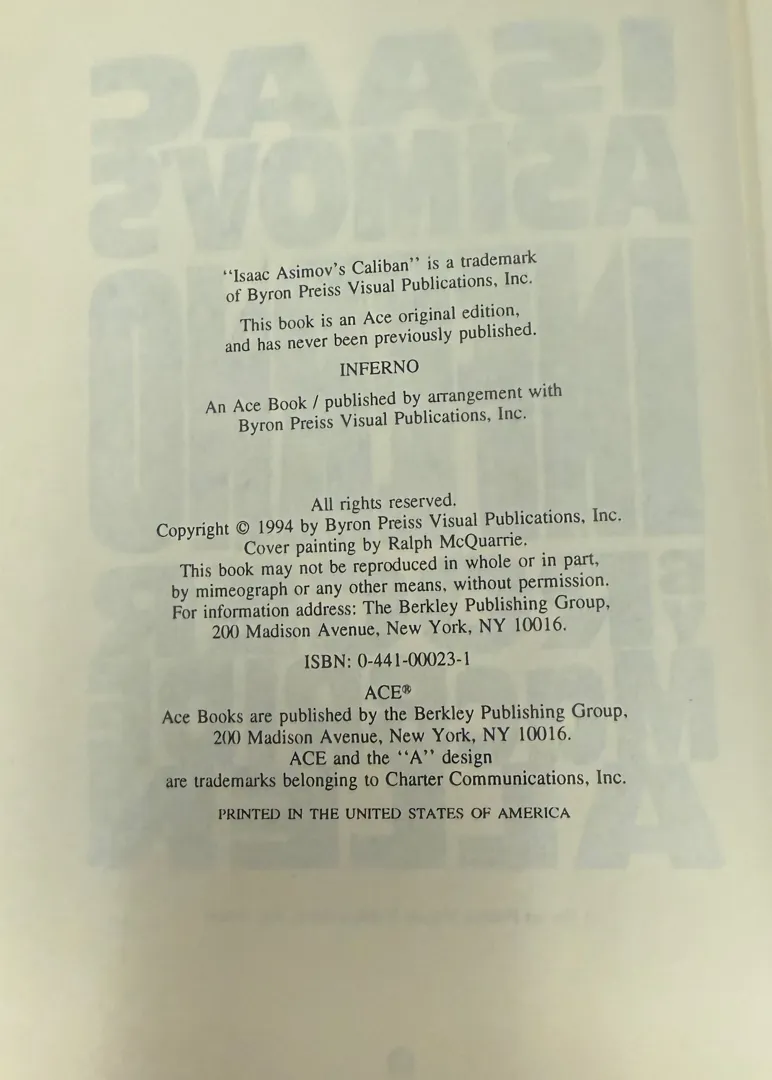 “Isaac Asimov's Caliban” is a trademark
of Byron Preiss Visual Publications, Inc.
This book is an Ace original edition,
and has never been previously published.
INFERNO
An Ace Book / published by arrangement with
Byron Preiss Visual Publications, Inc.
All rights reserved.
Copyright © 1994 by Byron Preiss Visual Publications, Inc.
Cover painting by Ralph McQuarrie.
This book may not be reproduced in whole or in part,
by mimeograph or any other means, without permission.
For information address: The Berkley Publishing Group,
200 Madison Avenue, New York, NY 10016.
ISBN: 0-441-00023-1
ACE®
Ace Books are published by the Berkley Publishing Group,
200 Madison Avenue, New York, NY 10016.
ACE and the “A” design
are trademarks belonging to Charter Communications, Inc.
PRINTED IN THE UNITED STATES OF AMERICA